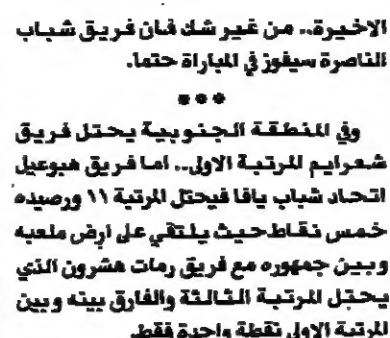 الاخيرة.. من غير شك فان فريق شباب
الناصرة سيفوز في المباراة حتما.
***
وفي المنطقة الجنوبية يحتل فريق
شعرايم المرتبة الاولى.. اما فريق هبوعيل
اتحاد شباب يافا فيحتل المرتبة ١١ ورصيده
خمس نقاط حيث يلتقي على ارض ملعبه
وبين جمهوره مع فريق رمات هشرون الذي
يحتل المرتبة الثالثة والفارق بينه وبين
المرتبة الاولى نقطة واحدة فقط.